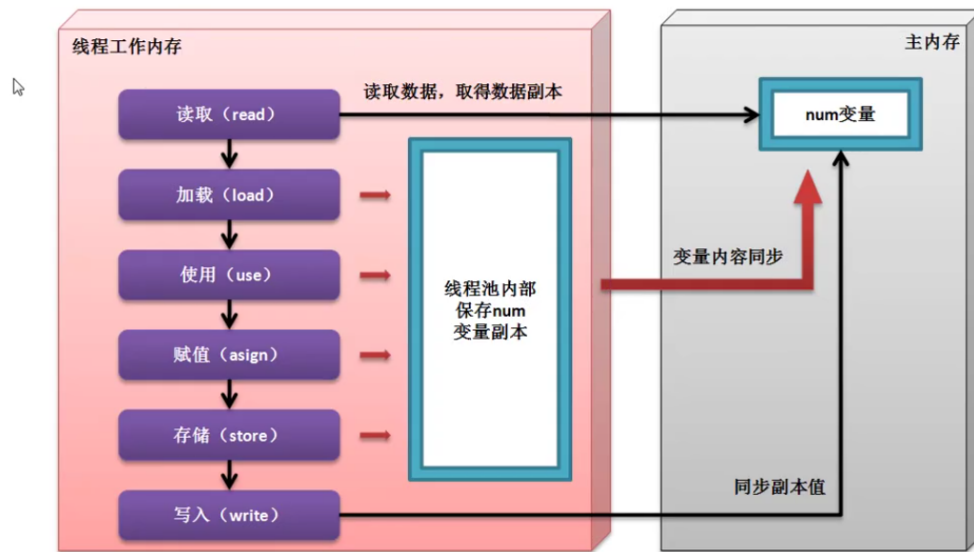 线程工作内存
主内存
读取（read）
读取数据，取得数据副本
num变量
加载（load）
使用（use）
变量内容同步
线程池内部
保存num
变量副本
赋值（asign）
存储（store）
同步副本值
写入（write）